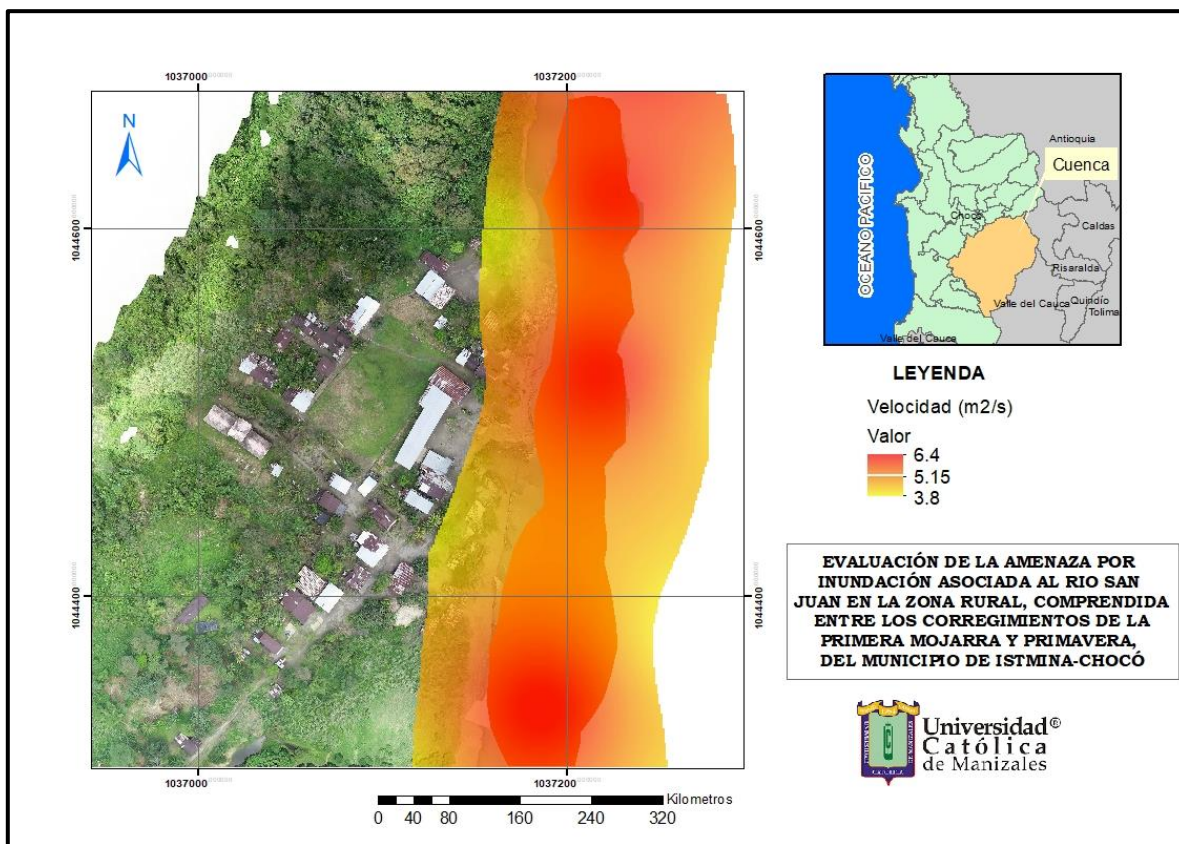 1037000
1037200
N
1044600
1044600
1044400
1044400
1037000
1037200
Kilometros
0 40 80 160 240 320
OCEANO PACIFICO
Antioquia
Cuenca
Chocó
Caldas
Risaralda
Valle del Cauca
Quindío
Tolima
Valle del Cauca
LEYENDA
Velocidad (m2/s)
Valor
6.4
5.15
3.8
EVALUACIÓN DE LA AMENAZA POR
INUNDACIÓN ASOCIADA AL RIO SAN
JUAN EN LA ZONA RURAL, COMPRENDIDA
ENTRE LOS CORREGIMIENTOS DE LA
PRIMERA MOJARRA Y PRIMAVERA,
DEL MUNICIPIO DE ISTMINA-CHOCÓ
Universidad®
Católica
de Manizales